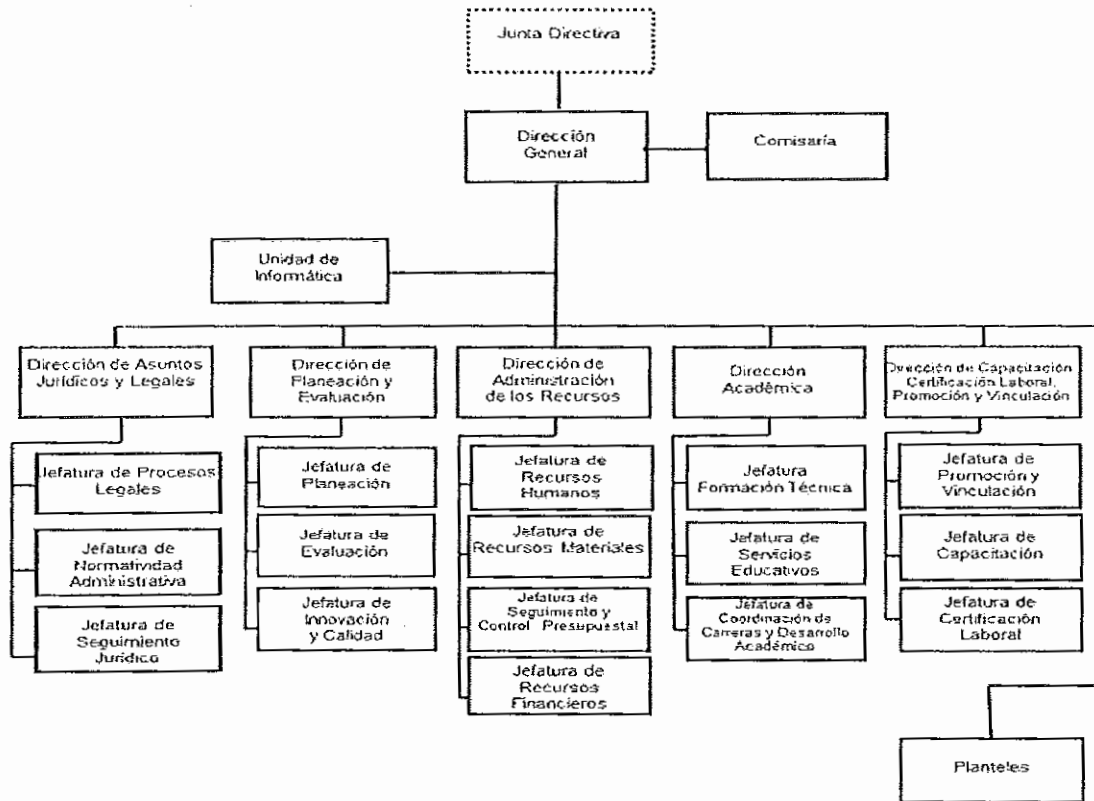 Junta Directiva
Dirección
General
Comisaría
Unidad de
Informática
Dirección de Asuntos
Jurídicos y Legales
Dirección de
Planeación y
Evaluación
Dirección de
Administración
de los Recursos
Dirección
Académica
Dirección de Capacitación
Certificación Laboral,
Promoción y Vinculación
Jefatura de Procesos
Legales
Jefatura de
Normatividad
Administrativa
Jefatura de
Seguimiento
Jurídico
Jefatura de
Planeación
Jefatura de
Evaluación
Jefatura de
Innovación
y Calidad
Jefatura de
Recursos
Humanos
Jefatura de
Recursos Materiales
Jefatura de
Seguimiento y
Control Presupuestal
Jefatura de
Recursos
Financieros
Jefatura
Formación Técnica
Jefatura de
Servicios
Educativos
Jefatura de
Coordinación de
Carreras y Desarrollo
Académico
Jefatura de
Promoción y
Vinculación
Jefatura de
Capacitación
Jefatura de
Certificación
Laboral
Planteles